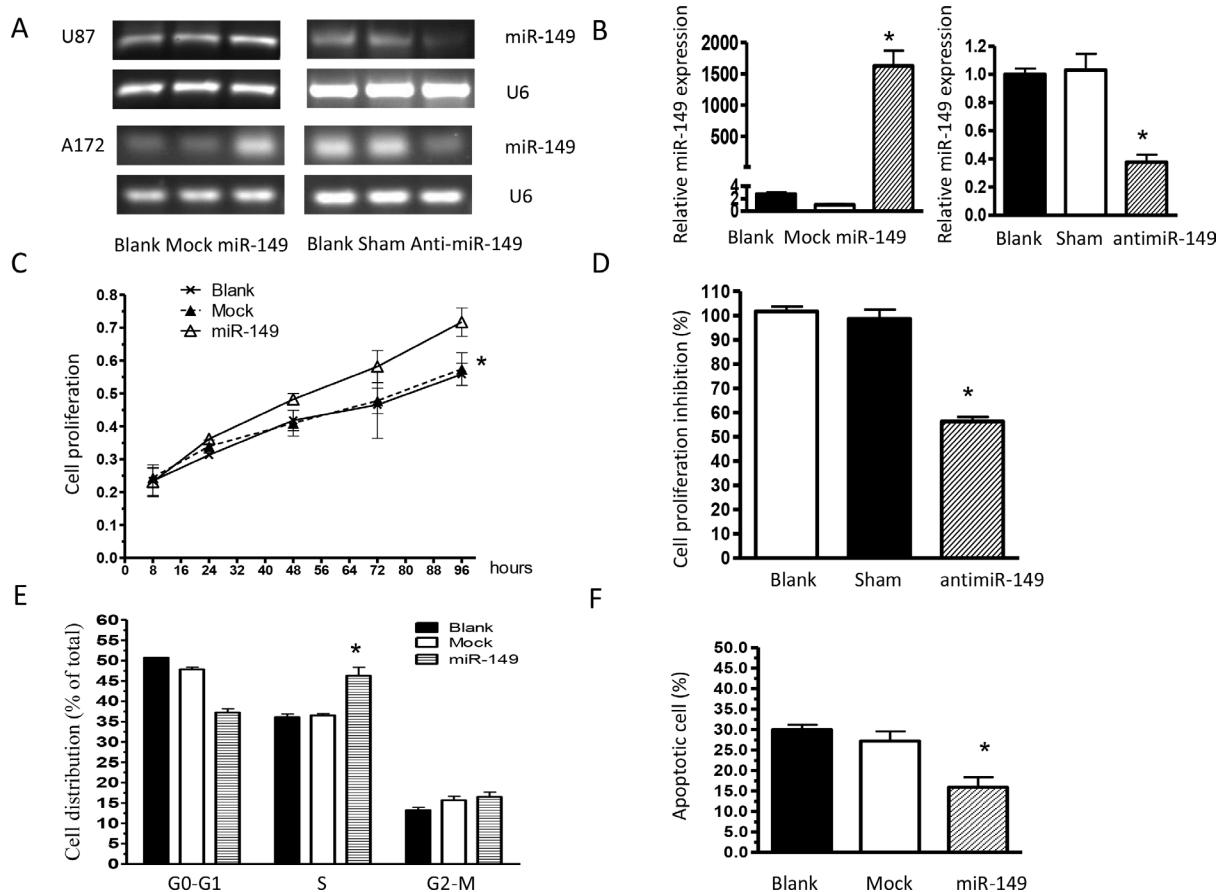 A
U87
miR-149
U6
A172
miR-149
U6
Blank Mock miR-149
Blank Sham Anti-miR-149
B
Relative miR-149 expression
2000
1500
1000
500
4
2
0
*
Blank Mock miR-149
Relative miR-149 expression
1.2
1.0
0.8
0.6
0.4
0.2
0.0
*
Blank Sham antimiR-149
C
Blank
Mock
miR-149
Cell proliferation
0.8
0.7
0.6
0.5
0.4
0.3
0.2
0.1
0.0
*
0 8 16 24 32 40 48 56 64 72 80 88 96 hours
D
Cell proliferation inhibition (%)
110
100
90
80
70
60
50
40
30
20
10
0
*
Blank Sham antimiR-149
E
Blank
Mock
miR-149
Cell distribution (% of total)
60
55
50
45
40
35
30
25
20
15
10
5
0
*
G0-G1 S G2-M
F
Apoptotic cell (%)
50.0
45.0
40.0
35.0
30.0
25.0
20.0
15.0
10.0
5.0
0.0
*
Blank Mock miR-149